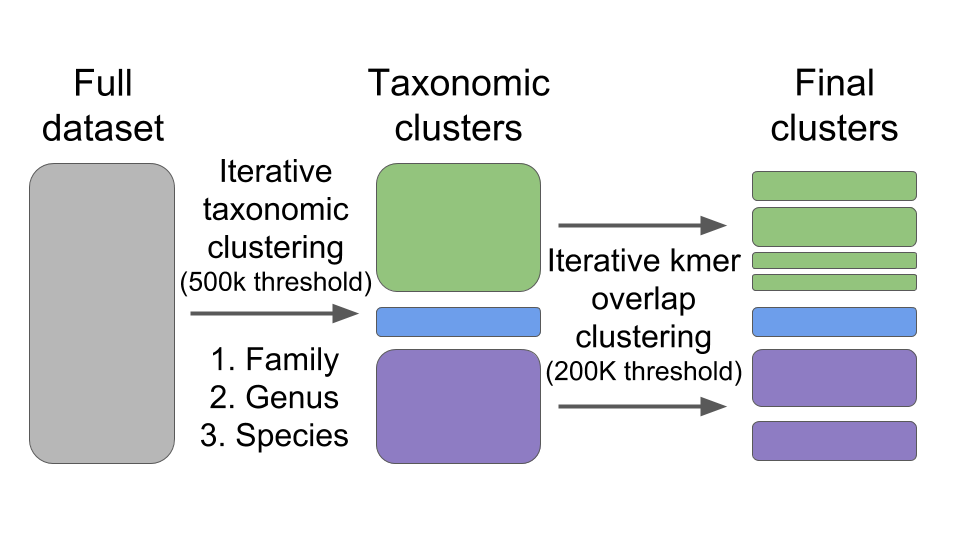 Full
dataset
Iterative
taxonomic
clustering
(500k threshold)
1. Family
2. Genus
3. Species
Taxonomic
clusters
Iterative kmer
overlap
clustering
(200K threshold)
Final
clusters